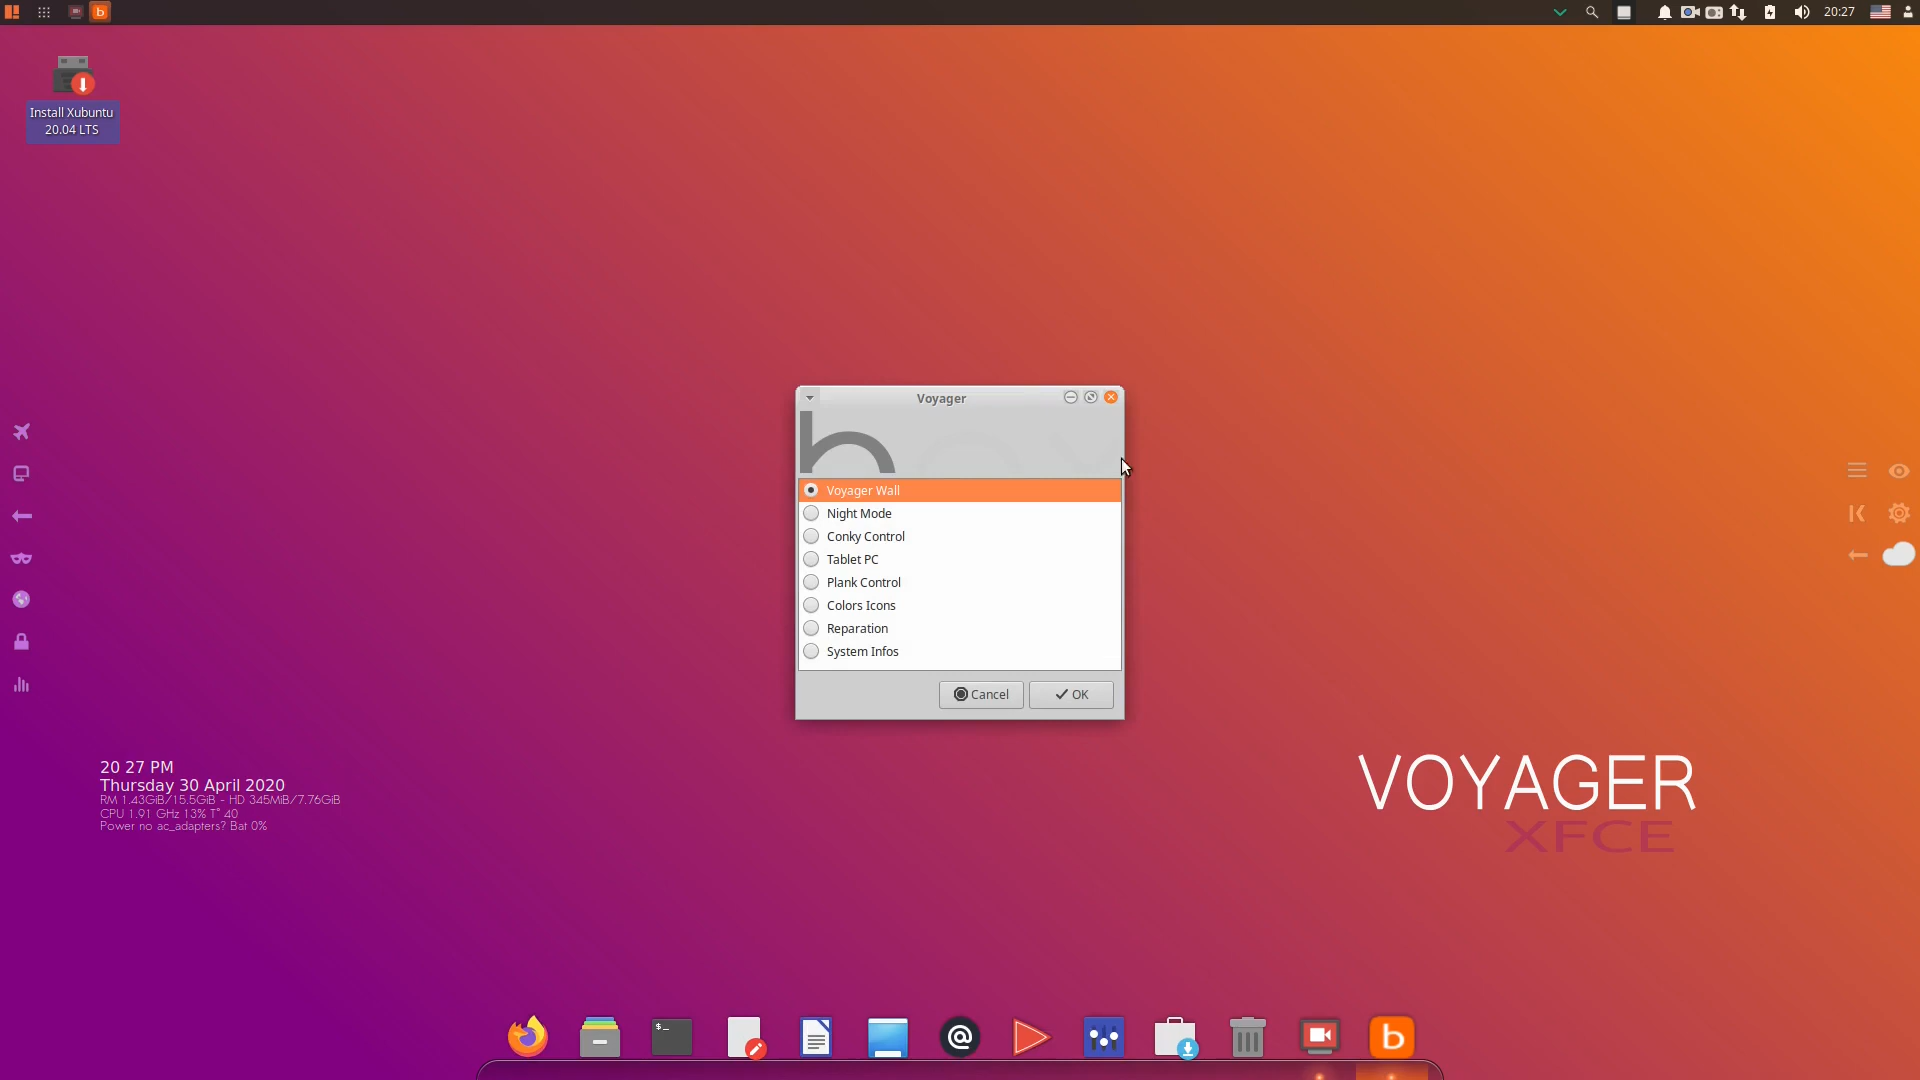 20:27
Install Xubuntu
20.04 LTS
Voyager
Voyager Wall
Night Mode
Conky Control
Tablet PC
Plank Control
Colors Icons
Reparation
System Infos
Cancel
OK
20 27 PM
Thursday 30 April 2020
RM 1.43GiB/15.5GiB - HD 345MiB/7.76GiB
CPU 1.91 GHz 13% T° 40
Power no ac_adapters? Bat 0%
VOYAGER
XFCE